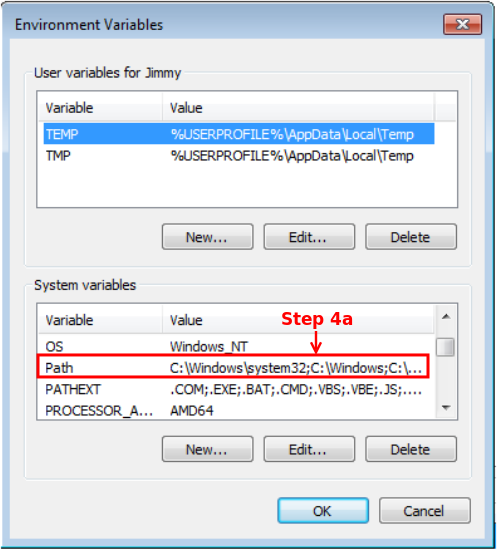 Environment Variables
User variables for Jimmy
Variable Value
TEMP %USERPROFILE%\AppData\Local\Temp
TMP %USERPROFILE%\AppData\Local\Temp
New... Edit... Delete
System variables
Step 4a
Variable Value
OS Windows_NT
Path C:\Windows\system32;C:\Windows;C:\...
PATHEXT .COM;.EXE;.BAT;.CMD;.VBS;.VBE;.JS;....
PROCESSOR_A... AMD64
New... Edit... Delete
OK Cancel